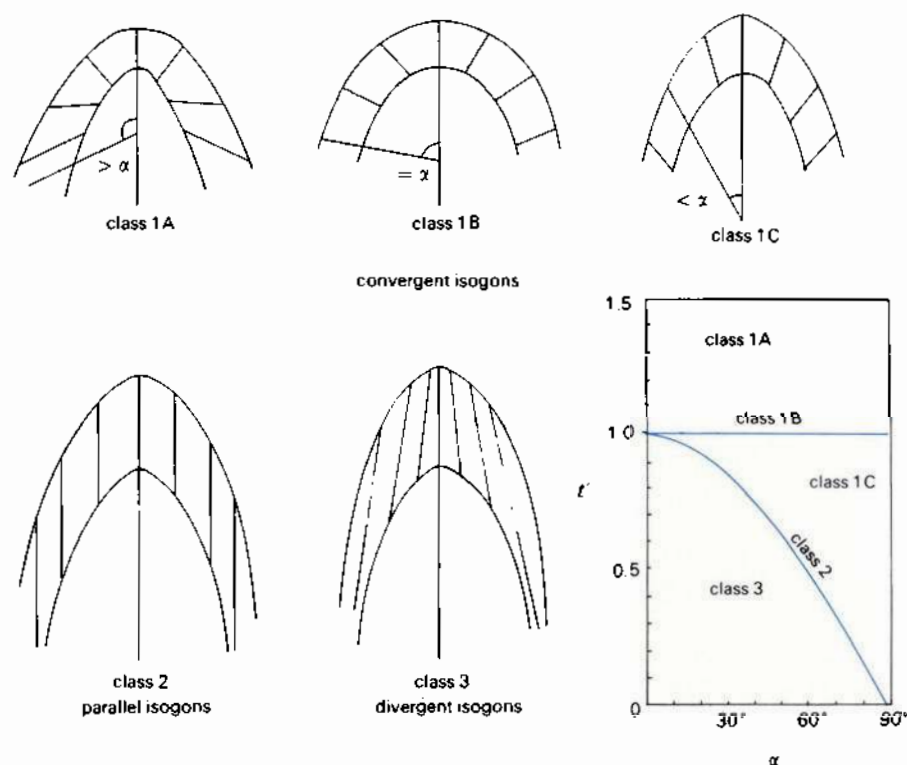 > α
= α
< α
class 1A
class 1B
class 1C
convergent isogons
1.5
class 1A
class 1B
1.0
class 1C
t'
class 2
0.5
class 3
0
30°
60°
90°
α
class 2
parallel isogons
class 3
divergent isogons